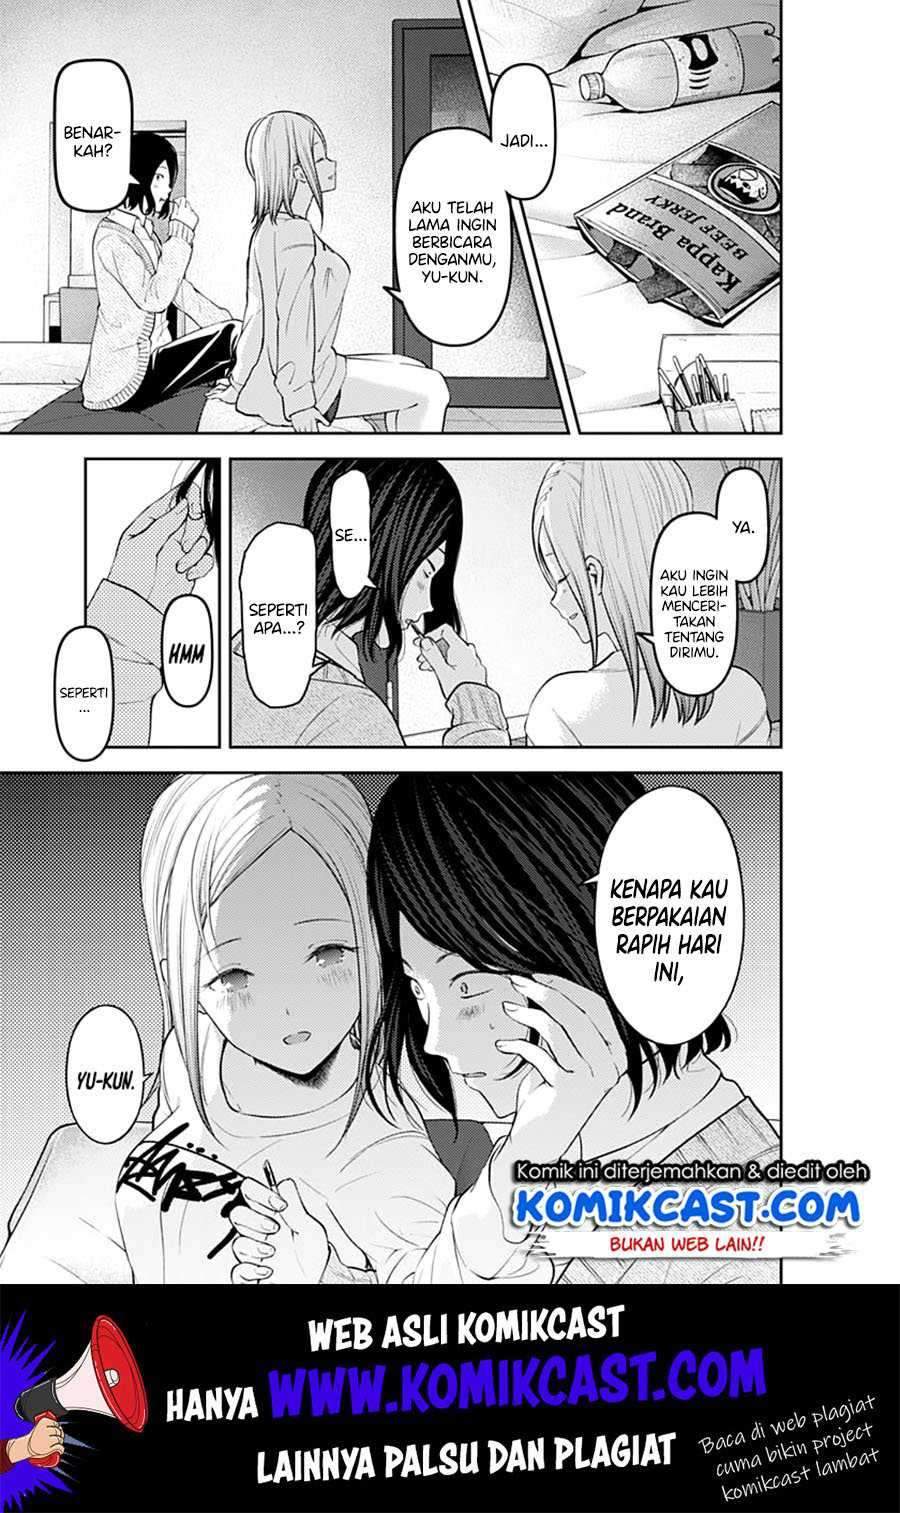 JADI...
AKU TELAH
LAMA INGIN
BERBICARA
DENGANMU,
YU-KUN.
Kappa Brand
BEEF JERKY
BENAR-
KAH?
YA.
AKU INGIN
KAU LEBIH
MENCERI-
TAKAN
TENTANG
DIRIMU.
SE...
SEPERTI
APA...?
HMM
SEPERTI
...
KENAPA KAU
BERPAKAIAN
RAPIH HARI
INI,
YU-KUN.
Komik ini diterjemahkan & diedit oleh
KOMIKCAST.COM
BUKAN WEB LAIN!!
WEB ASLI KOMIKCAST
HANYA WWW.KOMIKCAST.COM
LAINNYA PALSU DAN PLAGIAT
Baca di web plagiat
cuma bikin project
komikcast lambat